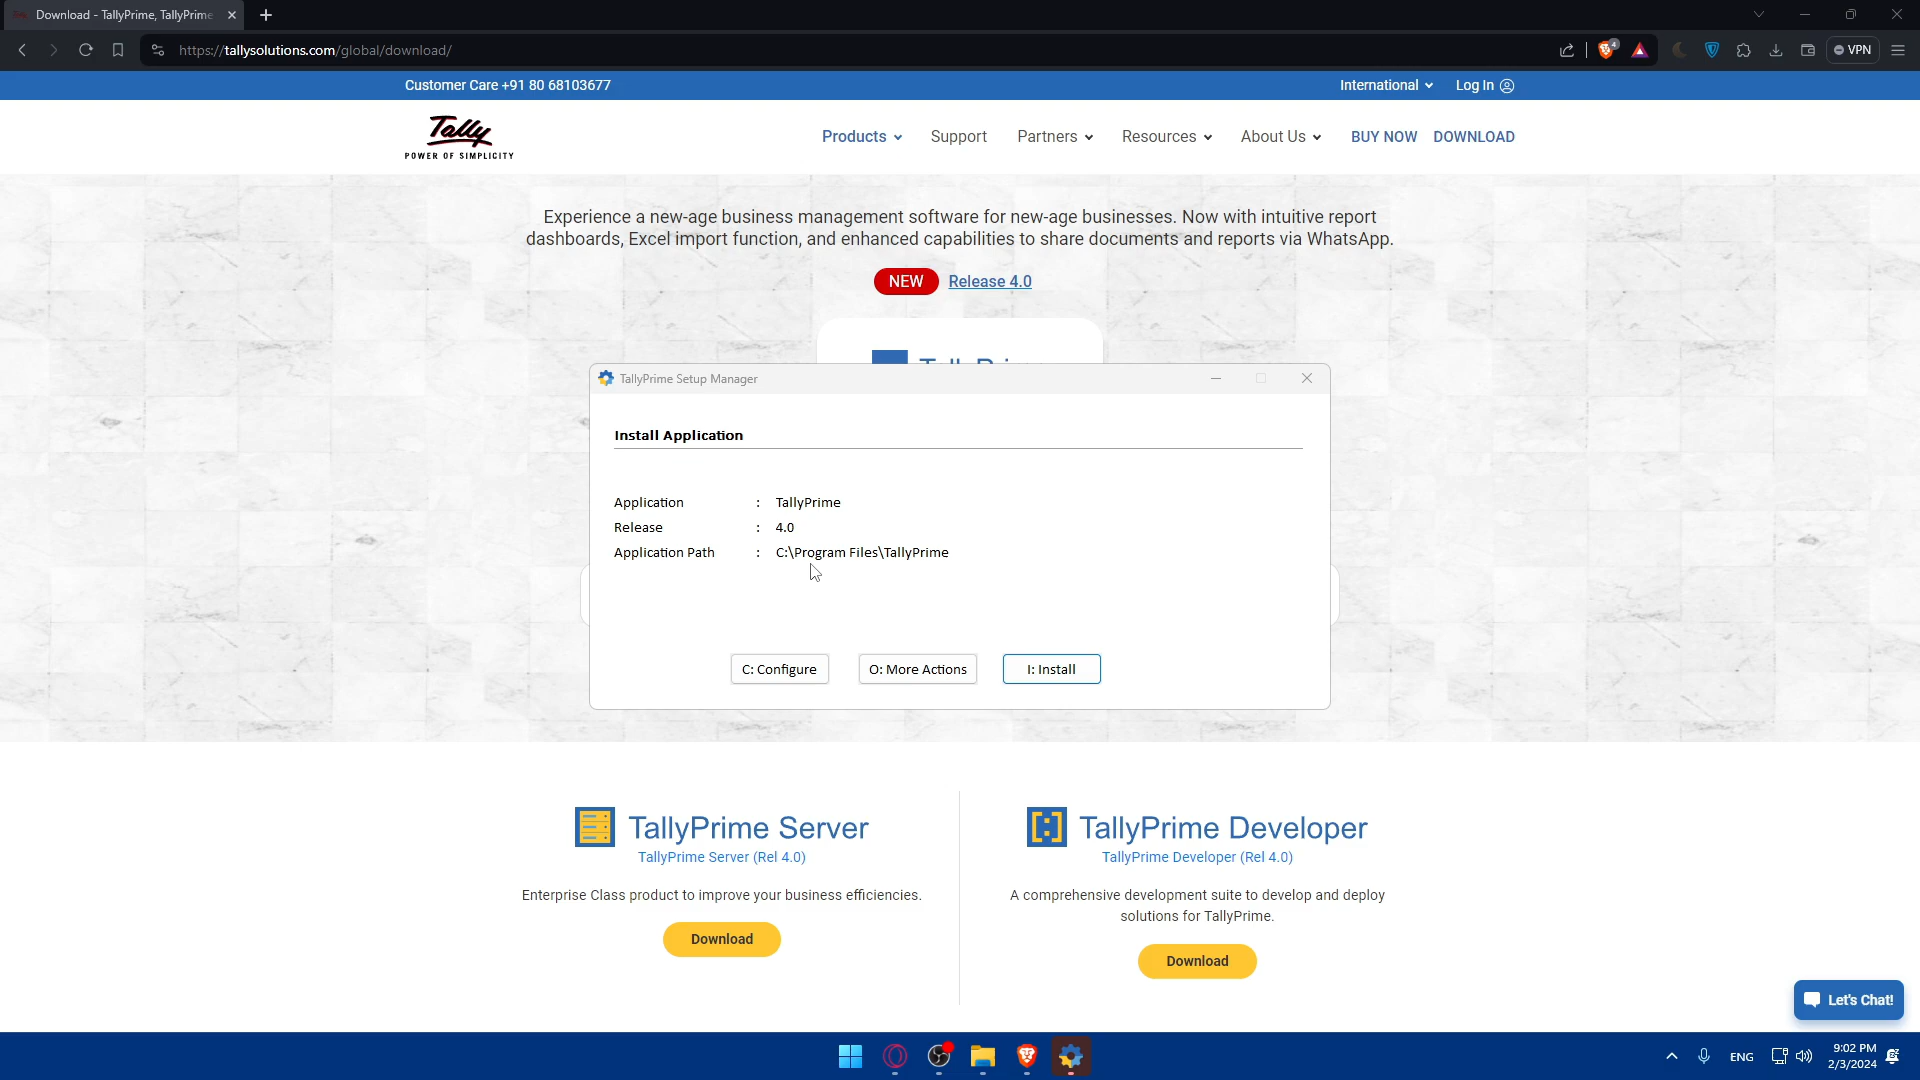 Download - TallyPrime, TallyPrime
https://tallysolutions.com/global/download/
4
VPN
Customer Care +91 80 68103677
International
Log In
Tally
POWER OF SIMPLICITY
Products
Support
Partners
Resources
About Us
BUY NOW
DOWNLOAD
Experience a new-age business management software for new-age businesses. Now with intuitive report
dashboards, Excel import function, and enhanced capabilities to share documents and reports via WhatsApp.
NEW Release 4.0
TallyPrime Setup Manager
Install Application
Application : TallyPrime
Release : 4.0
Application Path : C:\Program Files\TallyPrime
C: Configure
O: More Actions
I: Install
TallyPrime Server
TallyPrime Server (Rel 4.0)
Enterprise Class product to improve your business efficiencies.
Download
TallyPrime Developer
TallyPrime Developer (Rel 4.0)
A comprehensive development suite to develop and deploy
solutions for TallyPrime.
Download
Let's Chat!
ENG
9:02 PM
2/3/2024